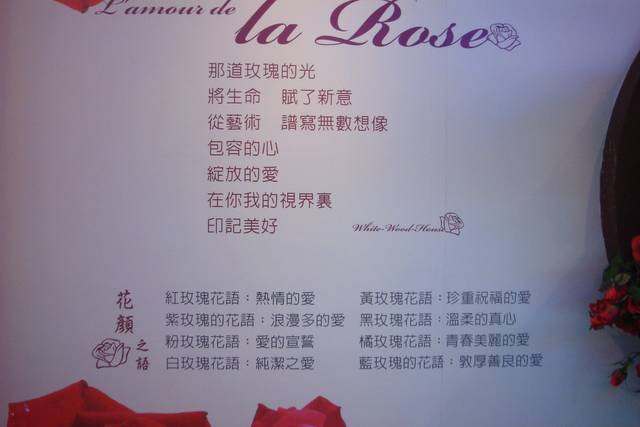 L'amour de
la Rose
那道玫瑰的光
將生命 賦了新意
從藝術 譜寫無數想像
包容的心
綻放的愛
在你我的視界裏
印記美好
White-Wood-House
花顏之語
紅玫瑰花語：熱情的愛
紫玫瑰的花語：浪漫多的愛
粉玫瑰花語：愛的宣誓
白玫瑰花語：純潔之愛
黃玫瑰花語：珍重祝福的愛
黑玫瑰花語：溫柔的真心
橘玫瑰花語：青春美麗的愛
藍玫瑰的花語：敦厚善良的愛